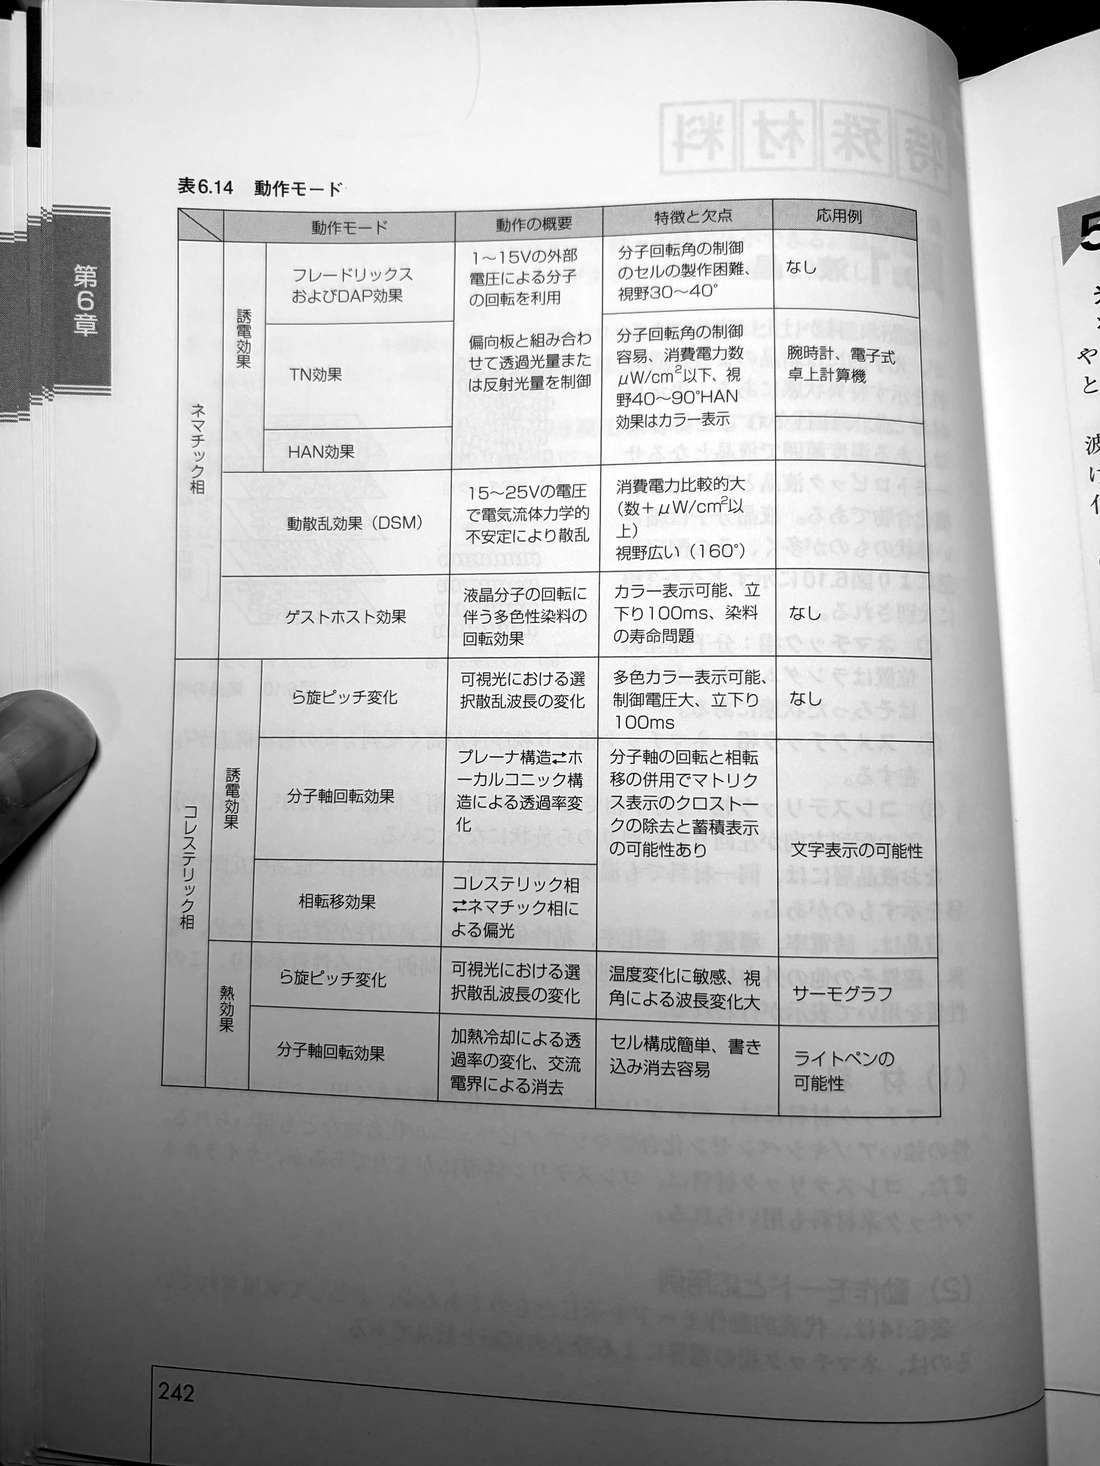 第6章
表6.14 動作モード
動作モード
動作の概要
特徴と欠点
応用例
ネマチック相
誘電効果
フレードリックス
およびDAP効果
1～15Vの外部
電圧による分子
の回転を利用
分子回転角の制御
のセルの製作困難、
視野30～40°
なし
TN効果
偏向板と組み合わ
せて透過光量また
は反射光量を制御
分子回転角の制御
容易、消費電力数
μW/cm²以下、視
野40～90°HAN
効果はカラー表示
腕時計、電子式
卓上計算機
HAN効果
動散乱効果（DSM）
15～25Vの電圧
で電気流体力学的
不安定により散乱
消費電力比較的大
（数＋μW/cm²以
上）
視野広い（160°）
ゲストホスト効果
液晶分子の回転に
伴う多色性染料の
回転効果
カラー表示可能、立
下り100ms、染料
の寿命問題
なし
コレステリック相
誘電効果
ら旋ピッチ変化
可視光における選
択散乱波長の変化
多色カラー表示可能、
制御電圧大、立下り
100ms
なし
分子軸回転効果
プレーナ構造⇄ホ
ーカルコニック構
造による透過率変
化
分子軸の回転と相転
移の併用でマトリク
ス表示のクロストー
クの除去と蓄積表示
の可能性あり
文字表示の可能性
相転移効果
コレステリック相
⇄ネマチック相に
よる偏光
熱効果
ら旋ピッチ変化
可視光における選
択散乱波長の変化
温度変化に敏感、視
角による波長変化大
サーモグラフ
分子軸回転効果
加熱冷却による透
過率の変化、交流
電界による消去
セル構成簡単、書き
込み消去容易
ライトペンの
可能性
242
5
や
と
波